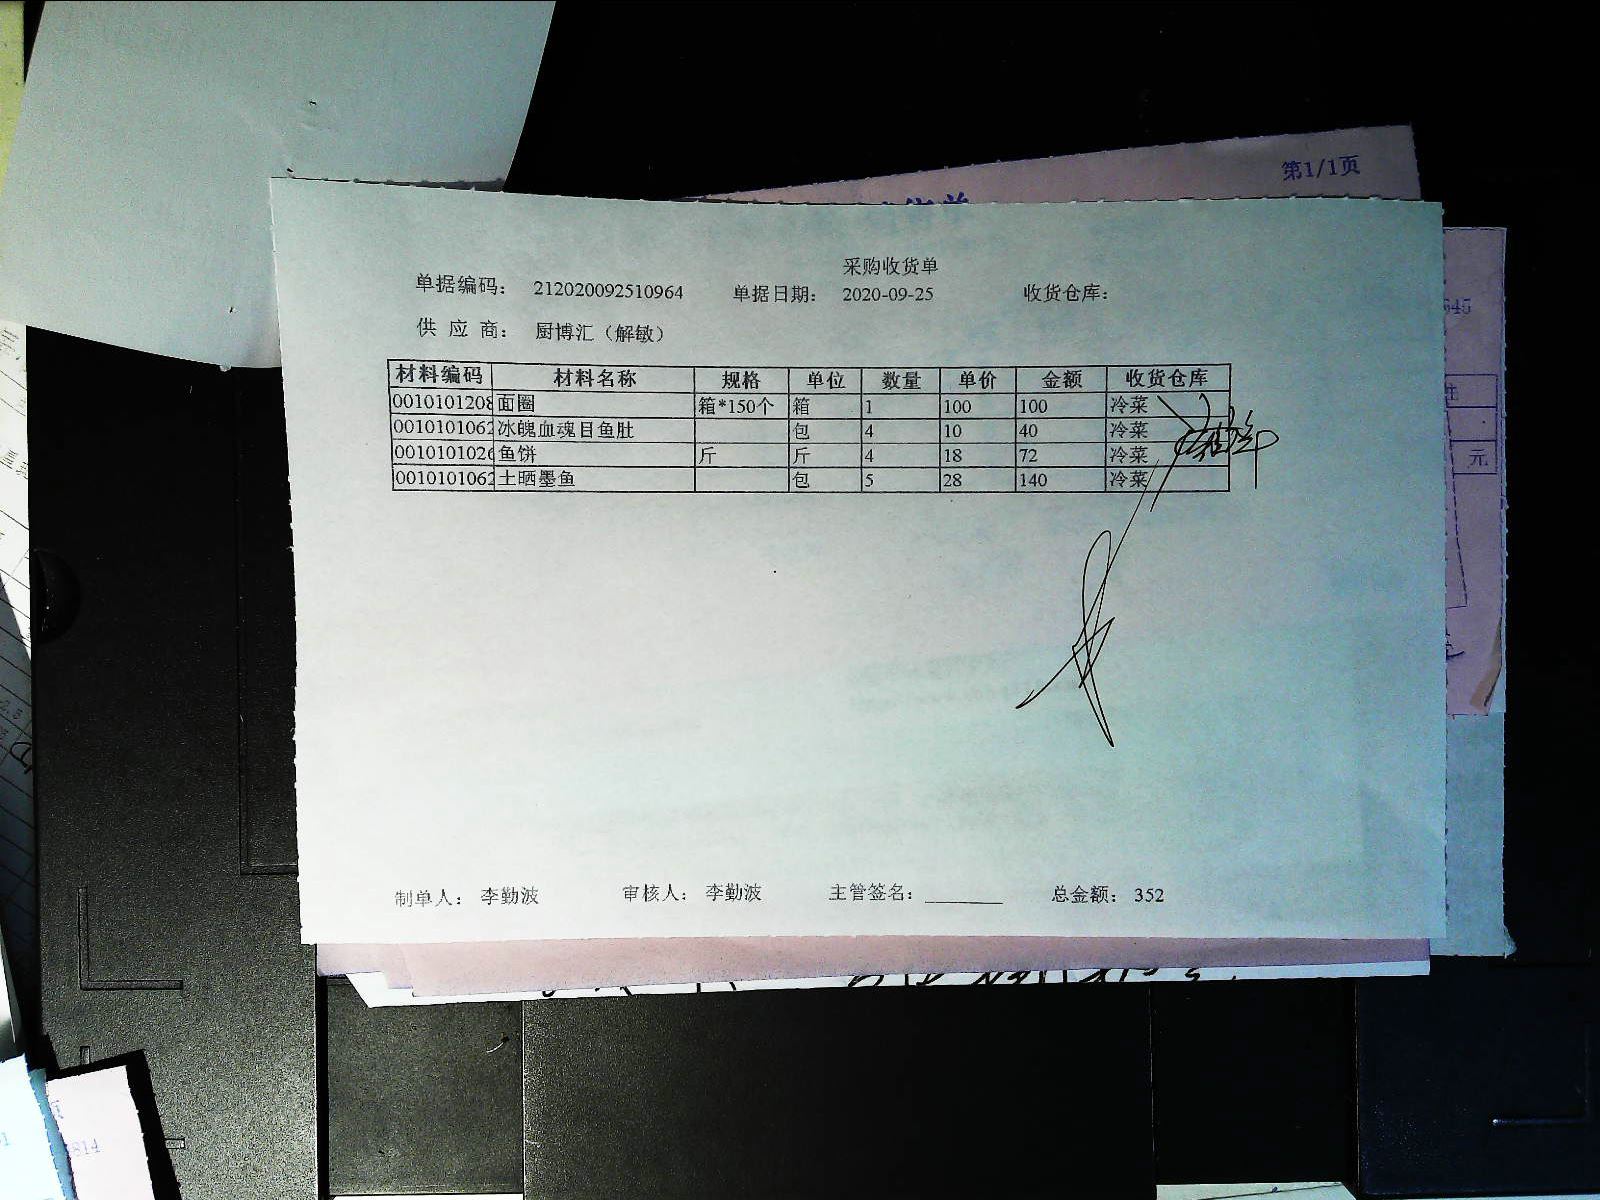 第1/1页
采购收货单
单据编码： 212020092510964 单据日期： 2020-09-25 收货仓库：
供 应 商： 厨博汇（解敏）
材料编码 材料名称 规格 单位 数量 单价 金额 收货仓库
0010101208 面圈 箱*150个 箱 1 100 100 冷菜
0010101062 冰魄血魂目鱼肚 包 4 10 40 冷菜
0010101026 鱼饼 斤 斤 4 18 72 冷菜
0010101062 土晒墨鱼 包 5 28 140 冷菜
元
制单人： 李勤波 审核人： 李勤波 主管签名： 总金额： 352
814